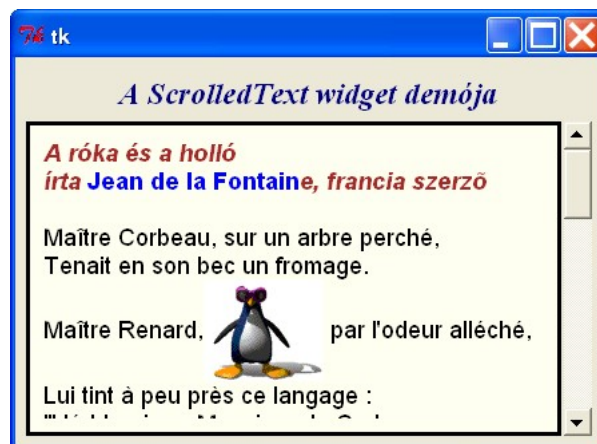 tk
A ScrolledText widget demója
A róka és a holló
írta Jean de la Fontaine, francia szerzõ
Maître Corbeau, sur un arbre perché,
Tenait en son bec un fromage.
Maître Renard, par l'odeur alléché,
Lui tint à peu près ce langage :